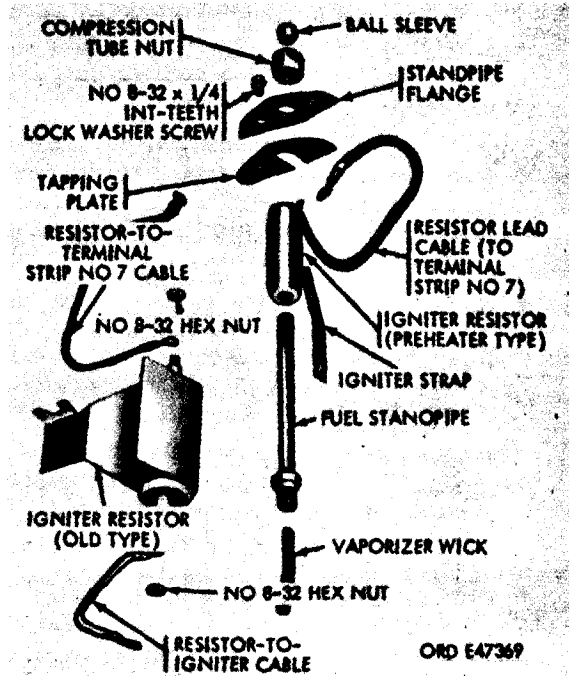 COMPRESSION
TUBE NUT
BALL SLEEVE
NO 8-32 x 1/4
INT-TEETH
LOCK WASHER SCREW
STANDPIPE
FLANGE
TAPPING
PLATE
RESISTOR-TO-
TERMINAL
STRIP NO 7 CABLE
RESISTOR LEAD
CABLE (TO
TERMINAL
STRIP NO 7)
NO 8-32 HEX NUT
IGNITER RESISTOR
(PREHEATER TYPE)
IGNITER STRAP
FUEL STANOPIPE
IGNITER RESISTOR
(OLD TYPE)
VAPORIZER WICK
NO 8-32 HEX NUT
RESISTOR-TO-
IGNITER CABLE
ORD E47369